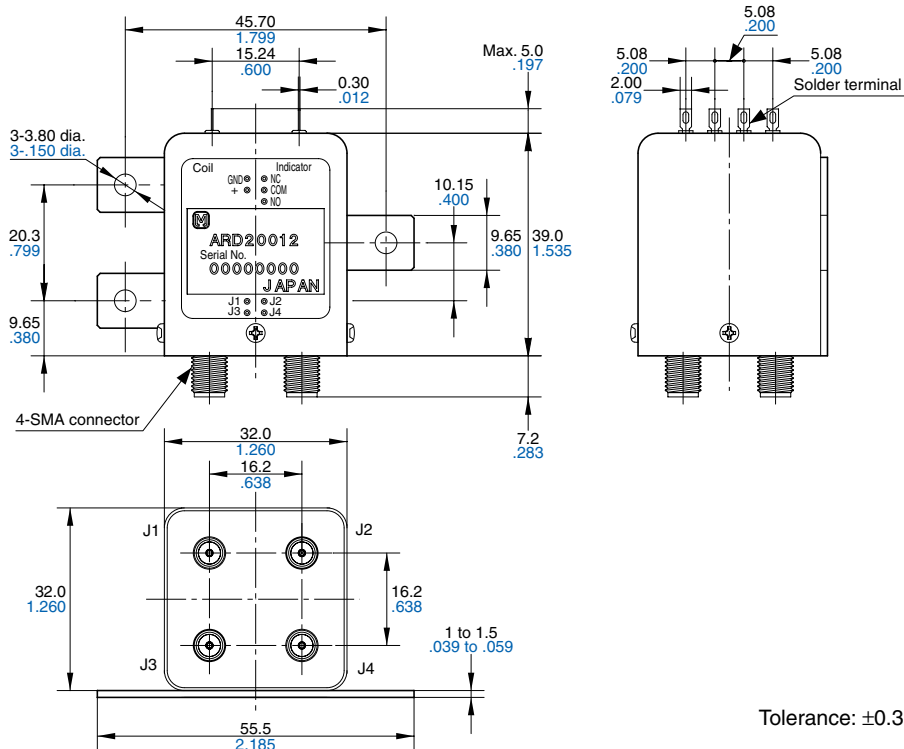 45.70
1.799
15.24
.600
0.30
.012
Max. 5.0
.197
5.08
.200
5.08
.200
5.08
.200
2.00
.079
Solder terminal
3-3.80 dia.
3-.150 dia.
Coil
Indicator
GND
NC
+
COM
NO
M
ARD20012
Serial No.
00000000
JAPAN
J1
J2
J3
J4
10.15
.400
9.65
.380
39.0
1.535
20.3
.799
9.65
.380
4-SMA connector
7.2
.283
32.0
1.260
16.2
.638
J1
J2
32.0
1.260
16.2
.638
1 to 1.5
.039 to .059
J3
J4
55.5
2.185
Tolerance: ±0.3